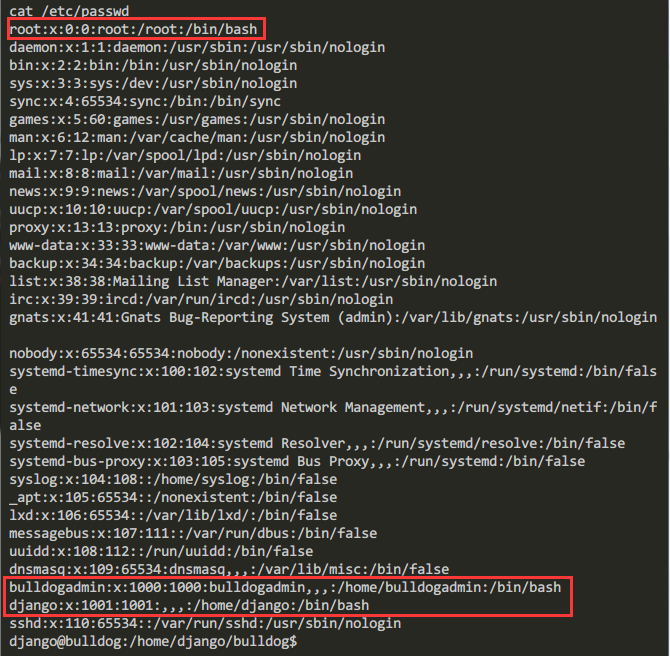 cat /etc/passwd
root:x:0:0:root:/root:/bin/bash
daemon:x:1:1:daemon:/usr/sbin:/usr/sbin/nologin
bin:x:2:2:bin:/bin:/usr/sbin/nologin
sys:x:3:3:sys:/dev:/usr/sbin/nologin
sync:x:4:65534:sync:/bin:/bin/sync
games:x:5:60:games:/usr/games:/usr/sbin/nologin
man:x:6:12:man:/var/cache/man:/usr/sbin/nologin
lp:x:7:7:lp:/var/spool/lpd:/usr/sbin/nologin
mail:x:8:8:mail:/var/mail:/usr/sbin/nologin
news:x:9:9:news:/var/spool/news:/usr/sbin/nologin
uucp:x:10:10:uucp:/var/spool/uucp:/usr/sbin/nologin
proxy:x:13:13:proxy:/bin:/usr/sbin/nologin
www-data:x:33:33:www-data:/var/www:/usr/sbin/nologin
backup:x:34:34:backup:/var/backups:/usr/sbin/nologin
list:x:38:38:Mailing List Manager:/var/list:/usr/sbin/nologin
irc:x:39:39:ircd:/var/run/ircd:/usr/sbin/nologin
gnats:x:41:41:Gnats Bug-Reporting System (admin):/var/lib/gnats:/usr/sbin/nologin
nobody:x:65534:65534:nobody:/nonexistent:/usr/sbin/nologin
systemd-timesync:x:100:102:systemd Time Synchronization,,,:/run/systemd:/bin/fals
e
systemd-network:x:101:103:systemd Network Management,,,:/run/systemd/netif:/bin/f
alse
systemd-resolve:x:102:104:systemd Resolver,,,:/run/systemd/resolve:/bin/false
systemd-bus-proxy:x:103:105:systemd Bus Proxy,,,:/run/systemd:/bin/false
syslog:x:104:108::/home/syslog:/bin/false
_apt:x:105:65534::/nonexistent:/bin/false
lxd:x:106:65534::/var/lib/lxd/:/bin/false
messagebus:x:107:111::/var/run/dbus:/bin/false
uuidd:x:108:112::/run/uuidd:/bin/false
dnsmasq:x:109:65534:dnsmasq,,,:/var/lib/misc:/bin/false
bulldogadmin:x:1000:1000:bulldogadmin,,,:/home/bulldogadmin:/bin/bash
django:x:1001:1001:,,,:/home/django:/bin/bash
sshd:x:110:65534::/var/run/sshd:/usr/sbin/nologin
django@bulldog:/home/django/bulldog$